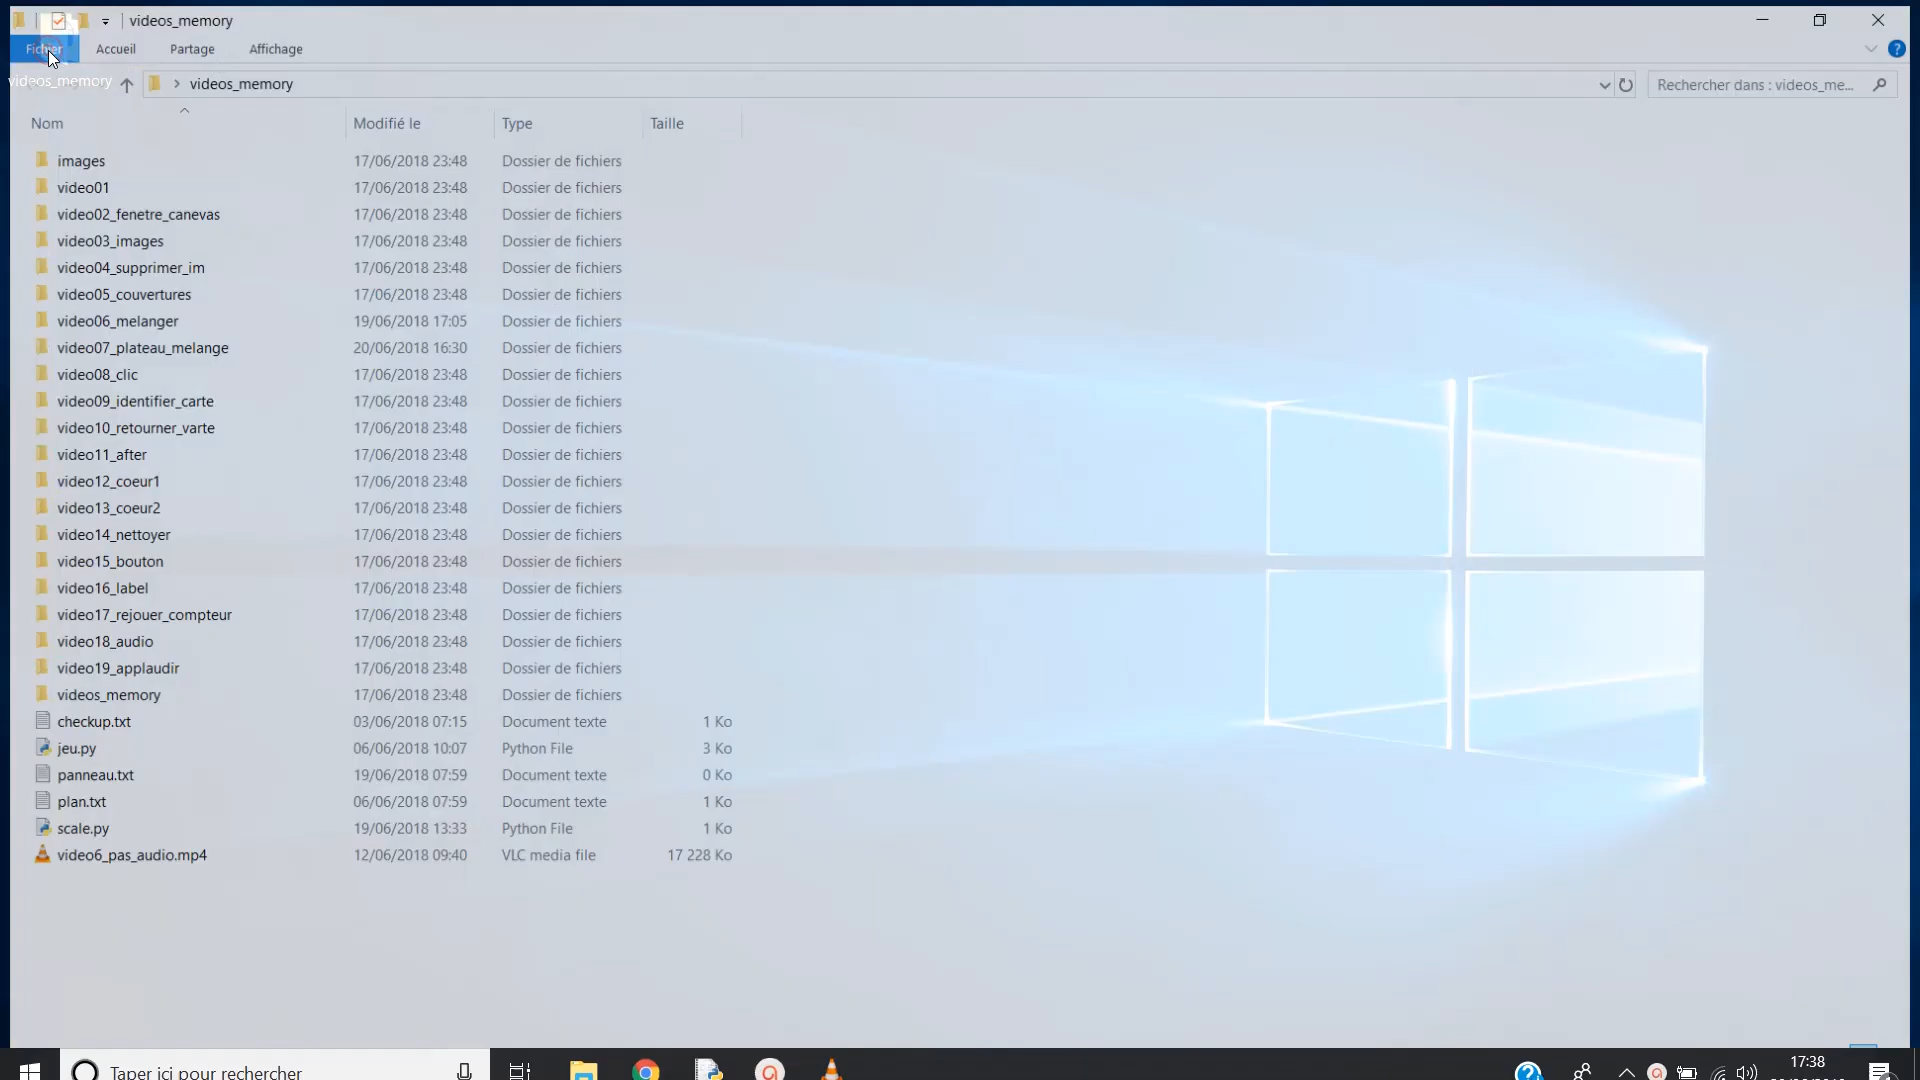 videos_memory
Fichier Accueil Partage Affichage
videos_memory
videos_memory Rechercher dans : videos_me...
Nom Modifié le Type Taille
images 17/06/2018 23:48 Dossier de fichiers
video01 17/06/2018 23:48 Dossier de fichiers
video02_fenetre_canevas 17/06/2018 23:48 Dossier de fichiers
video03_images 17/06/2018 23:48 Dossier de fichiers
video04_supprimer_im 17/06/2018 23:48 Dossier de fichiers
video05_couvertures 17/06/2018 23:48 Dossier de fichiers
video06_melanger 19/06/2018 17:05 Dossier de fichiers
video07_plateau_melange 20/06/2018 16:30 Dossier de fichiers
video08_clic 17/06/2018 23:48 Dossier de fichiers
video09_identifier_carte 17/06/2018 23:48 Dossier de fichiers
video10_retourner_varte 17/06/2018 23:48 Dossier de fichiers
video11_after 17/06/2018 23:48 Dossier de fichiers
video12_coeur1 17/06/2018 23:48 Dossier de fichiers
video13_coeur2 17/06/2018 23:48 Dossier de fichiers
video14_nettoyer 17/06/2018 23:48 Dossier de fichiers
video15_bouton 17/06/2018 23:48 Dossier de fichiers
video16_label 17/06/2018 23:48 Dossier de fichiers
video17_rejouer_compteur 17/06/2018 23:48 Dossier de fichiers
video18_audio 17/06/2018 23:48 Dossier de fichiers
video19_applaudir 17/06/2018 23:48 Dossier de fichiers
videos_memory 17/06/2018 23:48 Dossier de fichiers
checkup.txt 03/06/2018 07:15 Document texte 1 Ko
jeu.py 06/06/2018 10:07 Python File 3 Ko
panneau.txt 19/06/2018 07:59 Document texte 0 Ko
plan.txt 06/06/2018 07:59 Document texte 1 Ko
scale.py 19/06/2018 13:33 Python File 1 Ko
video6_pas_audio.mp4 12/06/2018 09:40 VLC media file 17 228 Ko
Taper ici pour rechercher 17:38